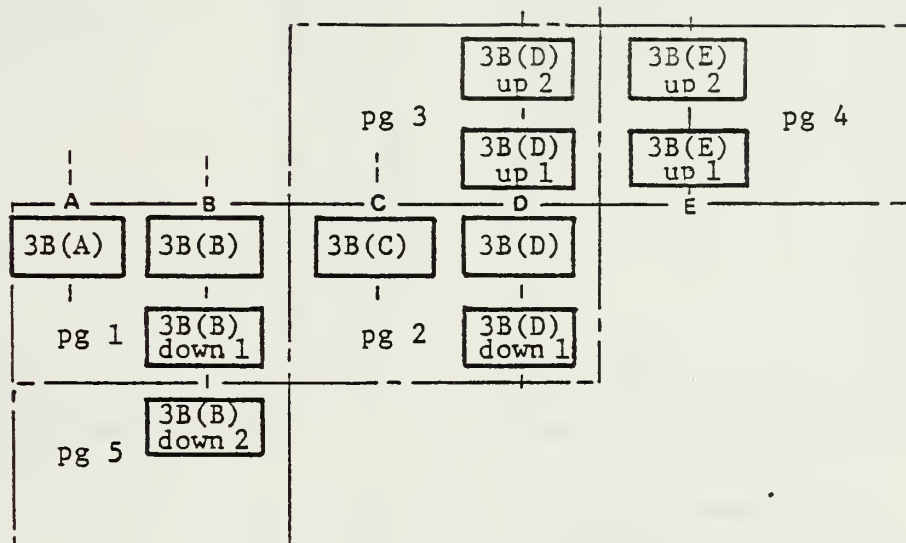 3B(D)
up 2
3B(E)
up 2
pg 3
pg 4
3B(D)
up 1
3B(E)
up 1
A
B
C
D
E
3B(A)
3B(B)
3B(C)
3B(D)
pg 1
3B(B)
down 1
pg 2
3B(D)
down 1
3B(B)
down 2
pg 5